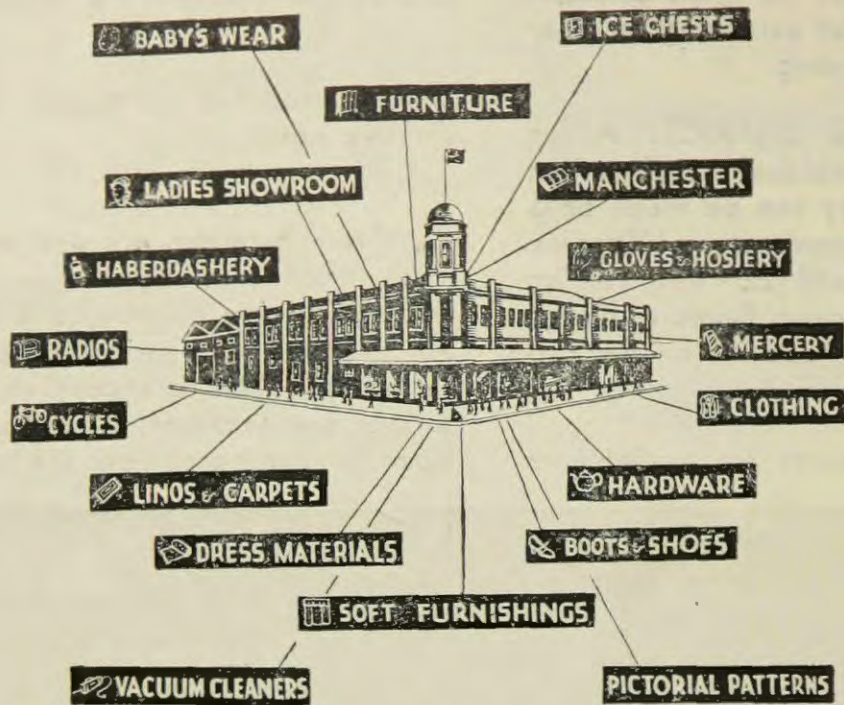 BABY'S WEAR
ICE CHESTS
FURNITURE
LADIES SHOWROOM
MANCHESTER
HABERDASHERY
GLOVES & HOSIERY
RADIOS
MERCERY
CYCLES
CLOTHING
LINOS & CARPETS
HARDWARE
DRESS MATERIALS
BOOTS & SHOES
SOFT FURNISHINGS
VACUUM CLEANERS
PICTORIAL PATTERNS